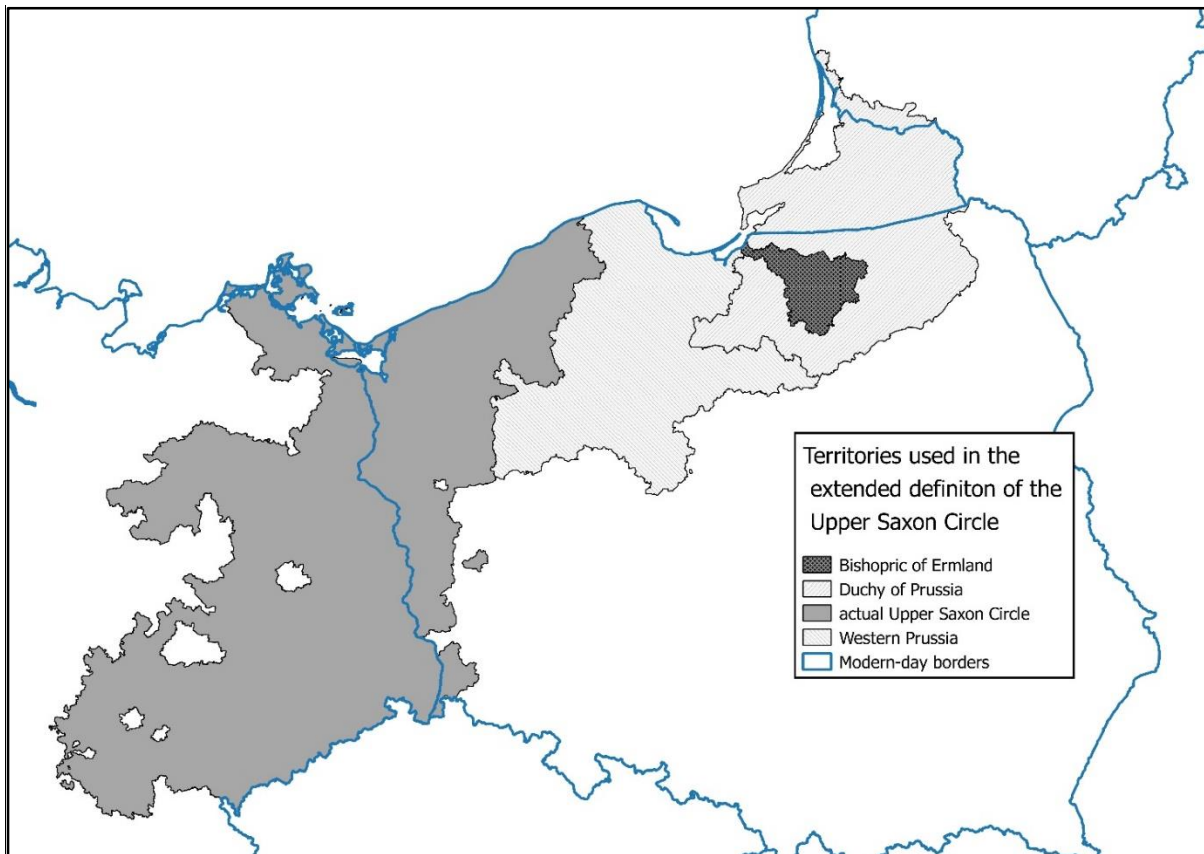 Territories used in the
extended definiton of the
Upper Saxon Circle
Bishopric of Ermland
Duchy of Prussia
actual Upper Saxon Circle
Western Prussia
Modern-day borders